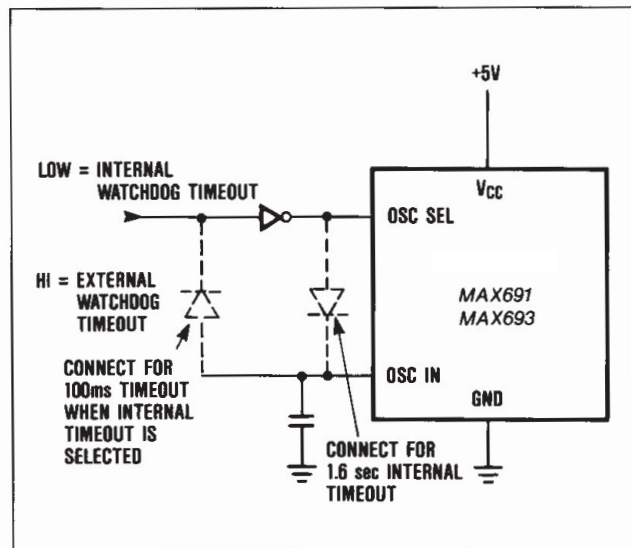 +5V
LOW = INTERNAL
WATCHDOG TIMEOUT
VCC
OSC SEL
HI = EXTERNAL
WATCHDOG
TIMEOUT
MAX691
MAX693
CONNECT FOR
100ms TIMEOUT
WHEN INTERNAL
TIMEOUT IS
SELECTED
OSC IN
GND
CONNECT FOR
1.6 sec INTERNAL
TIMEOUT